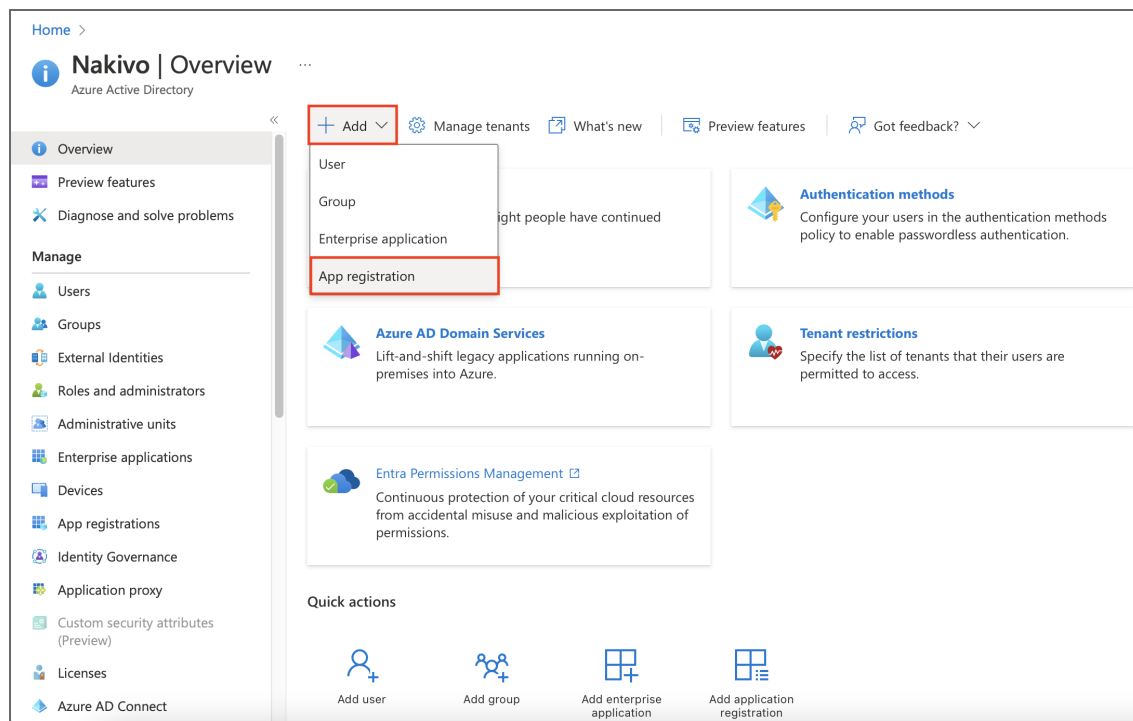 Home >
Nakivo | Overview ...
Azure Active Directory
«
Overview
Preview features
Diagnose and solve problems
Manage
Users
Groups
External Identities
Roles and administrators
Administrative units
Enterprise applications
Devices
App registrations
Identity Governance
Application proxy
Custom security attributes
(Preview)
Licenses
Azure AD Connect
+ Add
Manage tenants
What's new
Preview features
Got feedback?
User
Group
Enterprise application
App registration
people have continued
Authentication methods
Configure your users in the authentication methods
policy to enable passwordless authentication.
Azure AD Domain Services
Lift-and-shift legacy applications running on-
premises into Azure.
Tenant restrictions
Specify the list of tenants that their users are
permitted to access.
Entra Permissions Management
Continuous protection of your critical cloud resources
from accidental misuse and malicious exploitation of
permissions.
Quick actions
Add user
Add group
Add enterprise
application
Add application
registration